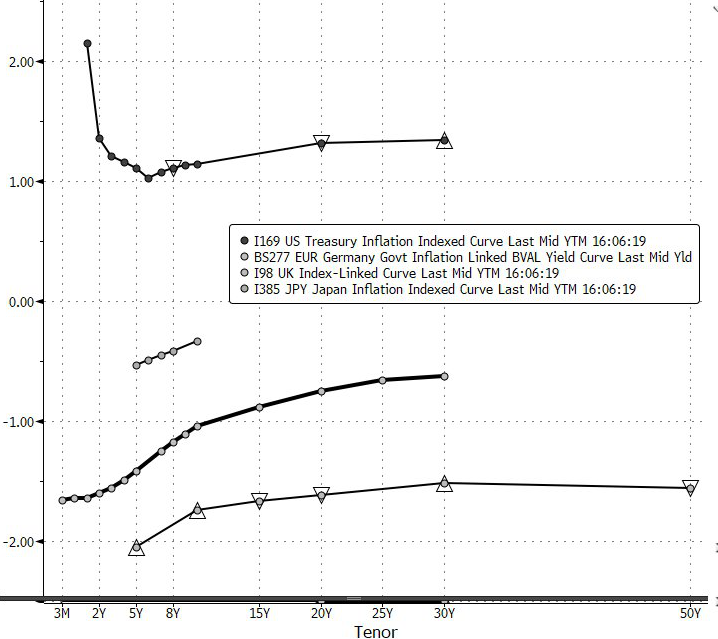 2.00
1.00
I169 US Treasury Inflation Indexed Curve Last Mid YTM 16:06:19
BS277 EUR Germany Govt Inflation Linked BVAL Yield Curve Last Mid Yld
I98 UK Index-Linked Curve Last Mid YTM 16:06:19
I385 JPY Japan Inflation Indexed Curve Last Mid YTM 16:06:19
0.00
-1.00
-2.00
3M 2Y 5Y 8Y 15Y 20Y 25Y 30Y 50Y
Tenor